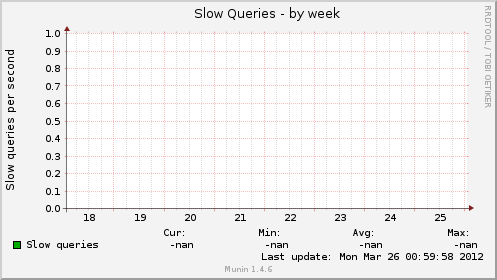 Slow Queries - by week
RRDTOOL / TOBI OETIKER
Slow queries per second
1.0
0.9
0.8
0.7
0.6
0.5
0.4
0.3
0.2
0.1
0.0
18 19 20 21 22 23 24 25
Cur: Min: Avg: Max:
Slow queries -nan -nan -nan -nan
Last update: Mon Mar 26 00:59:58 2012
Munin 1.4.6